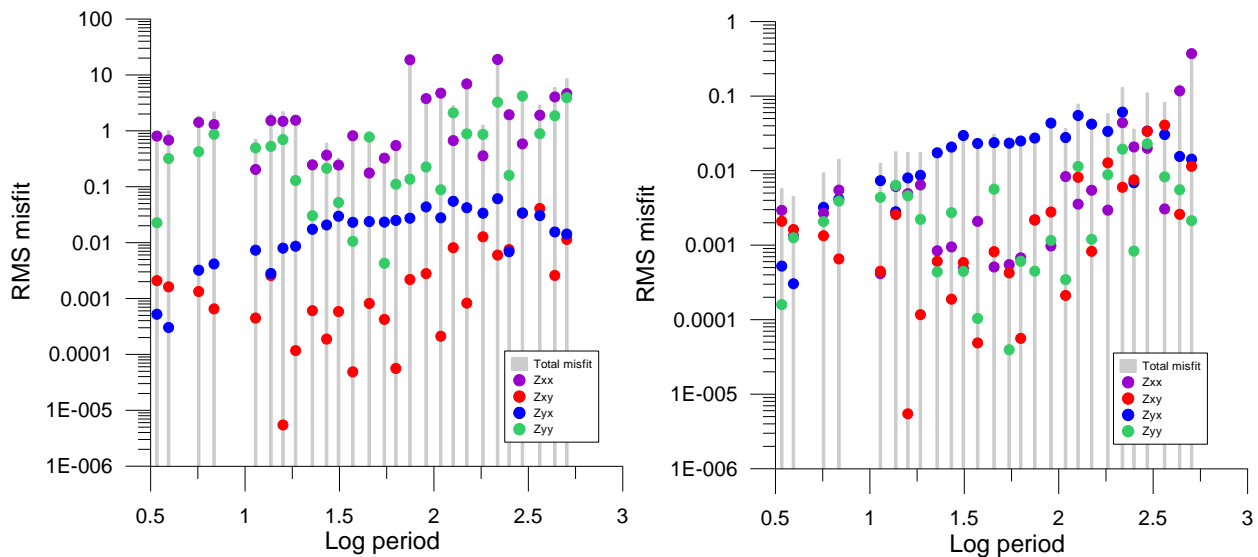 100
10
1
0.1
0.01
0.001
0.0001
1E-005
1E-006
RMS misfit
0.5
1
1.5
2
2.5
3
Log period
Total misfit
Zxx
Zxy
Zyx
Zyy
1
0.1
0.01
0.001
0.0001
1E-005
1E-006
RMS misfit
0.5
1
1.5
2
2.5
3
Log period
Total misfit
Zxx
Zxy
Zyx
Zyy